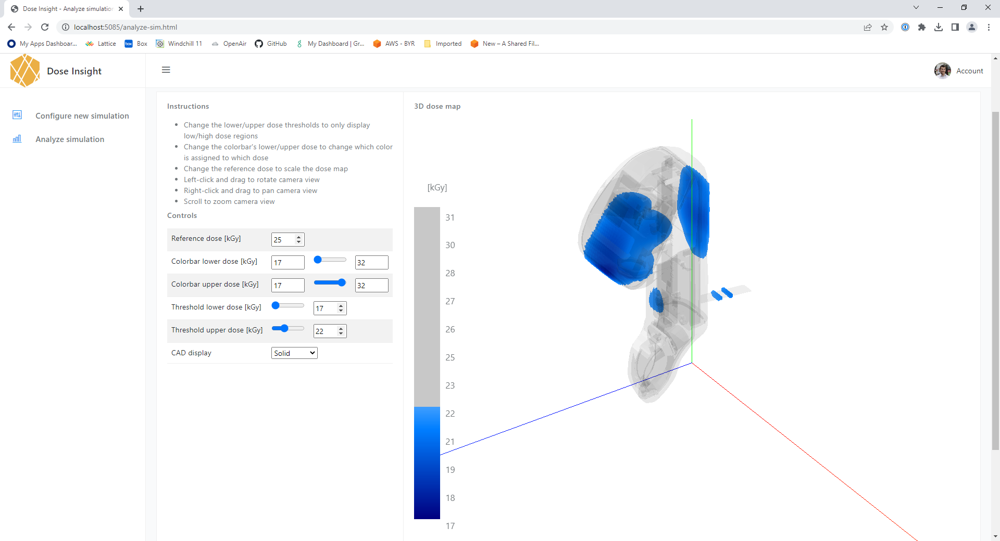 Dose Insight - Analyze simulation
localhost:5085/analyze-sim.html
My Apps Dashboar...
Lattice
box
Box
Windchill 11
OpenAir
GitHub
My Dashboard | Gr...
AWS - BYR
Imported
New – A Shared Fil...
Dose Insight
Account
Configure new simulation
Analyze simulation
Instructions
Change the lower/upper dose thresholds to only display
low/high dose regions
Change the colorbar's lower/upper dose to change which color
is assigned to which dose
Change the reference dose to scale the dose map
Left-click and drag to rotate camera view
Right-click and drag to pan camera view
Scroll to zoom camera view
Controls
Reference dose [kGy] 25
Colorbar lower dose [kGy] 17 32
Colorbar upper dose [kGy] 17 32
Threshold lower dose [kGy] 17
Threshold upper dose [kGy] 22
CAD display Solid
3D dose map
[kGy]
31
30
28
27
26
25
23
22
21
19
18
17